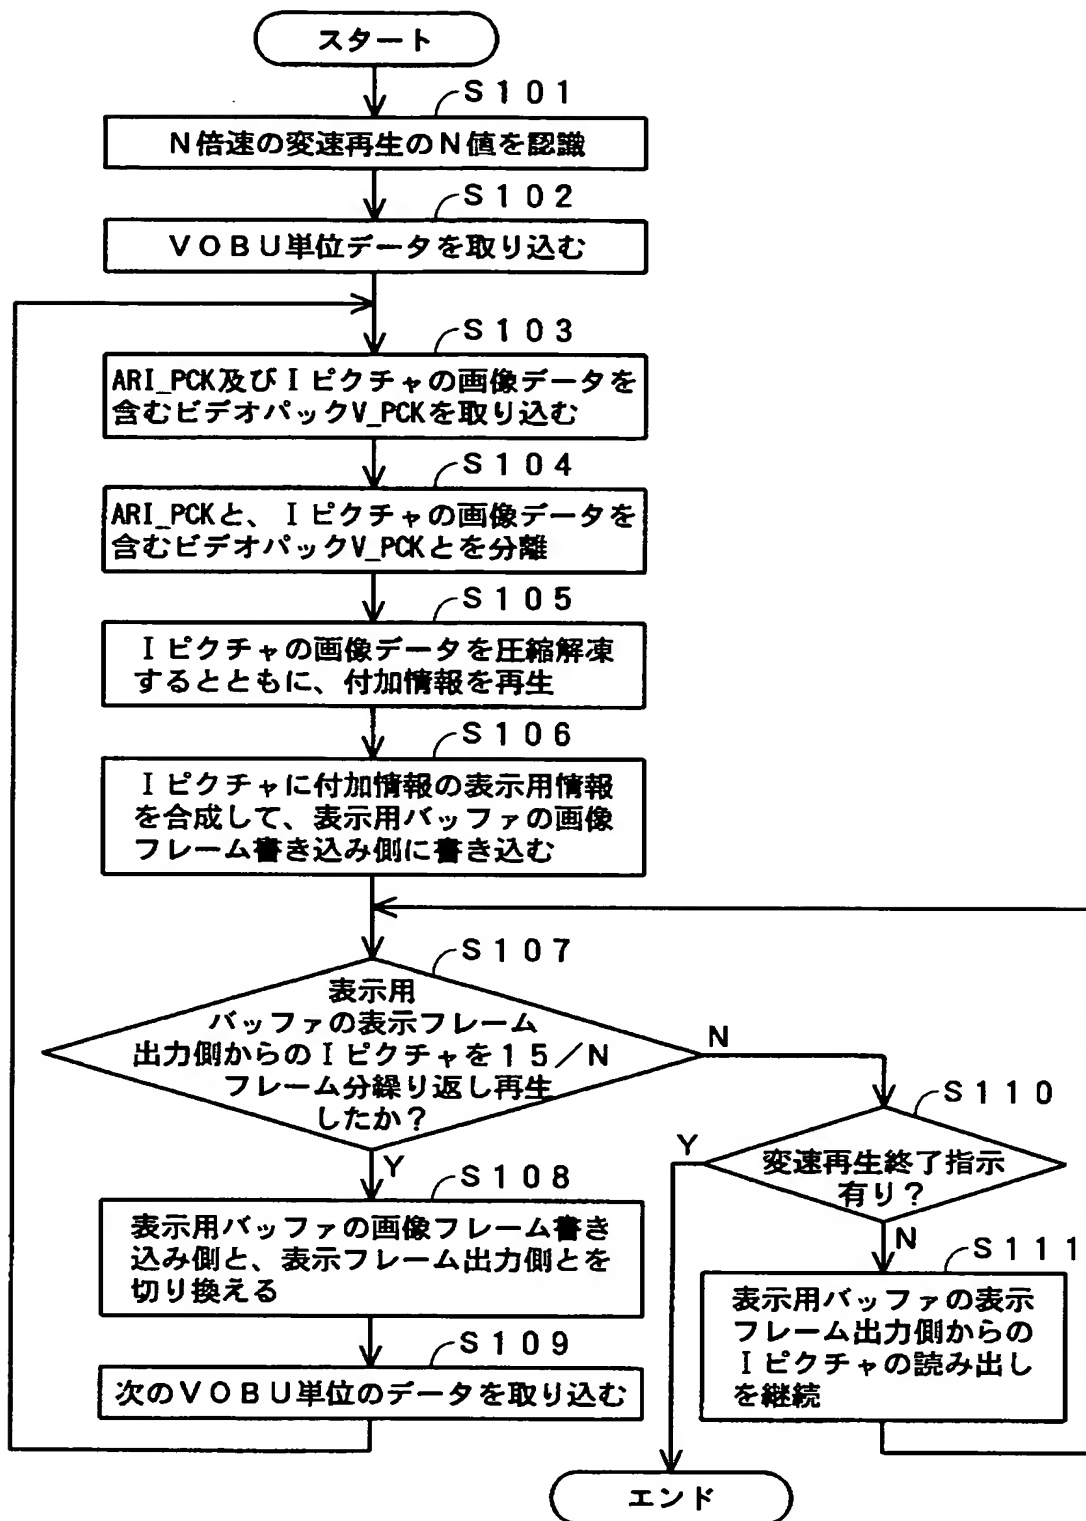 スタート
S101
N倍速の変速再生のN値を認識
S102
VOBU単位データを取り込む
S103
ARI_PCK及びIピクチャの画像データを
含むビデオパックV_PCKを取り込む
S104
ARI_PCKと、Iピクチャの画像データを
含むビデオパックV_PCKとを分離
S105
Iピクチャの画像データを圧縮解凍
するとともに、付加情報を再生
S106
Iピクチャに付加情報の表示用情報
を合成して、表示用バッファの画像
フレーム書き込み側に書き込む
S107
表示用
バッファの表示フレーム
出力側からのIピクチャを15/N
フレーム分繰り返し再生
したか?
N
Y
S108
表示用バッファの画像フレーム書き
込み側と、表示フレーム出力側とを
切り換える
S109
次のVOBU単位のデータを取り込む
S110
変速再生終了指示
有り?
Y
N
S111
表示用バッファの表示
フレーム出力側からの
Iピクチャの読み出し
を継続
エンド